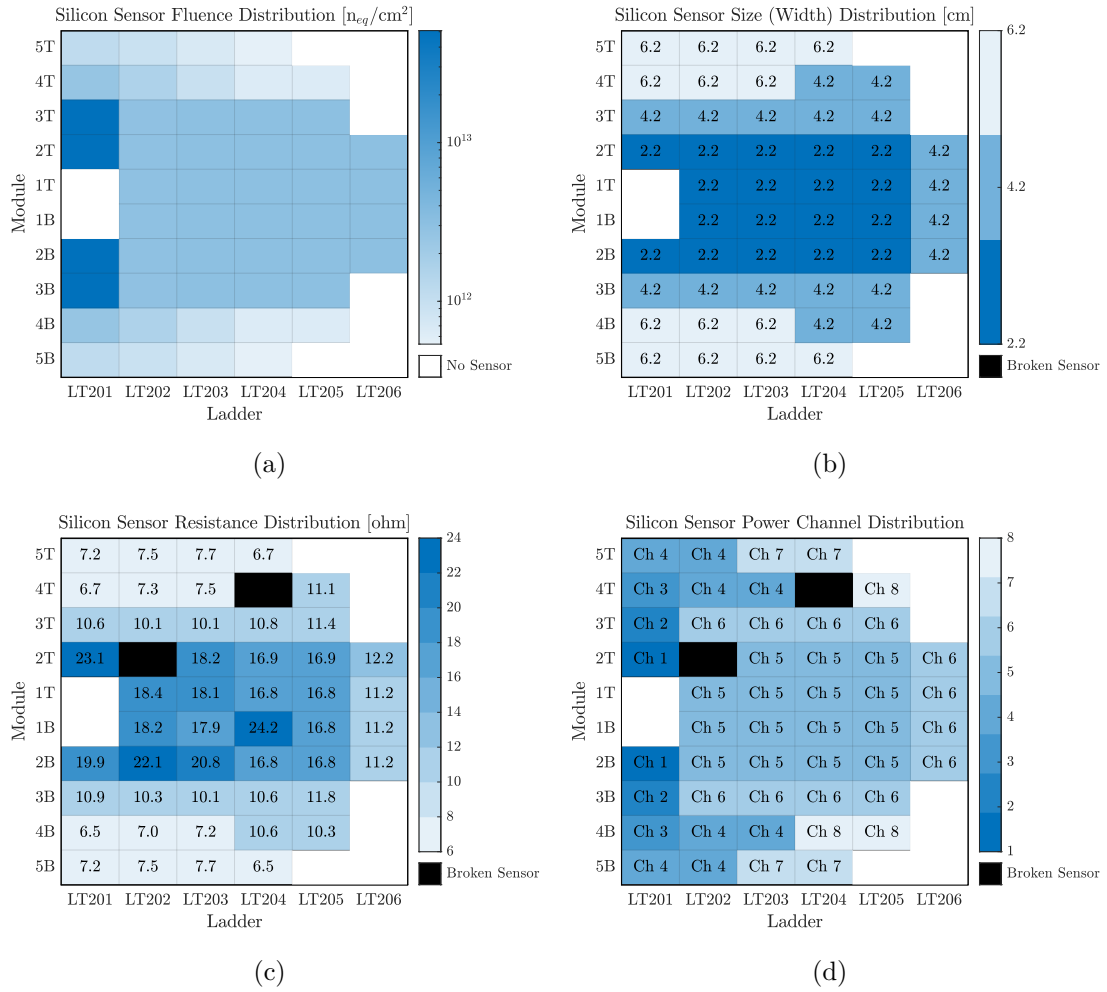 Silicon Sensor Fluence Distribution [n_eq/cm²]
5T
4T
3T
2T
1T
1B
2B
3B
4B
5B
Module
LT201 LT202 LT203 LT204 LT205 LT206
Ladder
10¹³
10¹²
No Sensor
(a)
Silicon Sensor Size (Width) Distribution [cm]
5T 6.2 6.2 6.2 6.2
4T 6.2 6.2 6.2 4.2 4.2
3T 4.2 4.2 4.2 4.2 4.2
2T 2.2 2.2 2.2 2.2 2.2 4.2
1T 2.2 2.2 2.2 2.2 4.2
1B 2.2 2.2 2.2 2.2 4.2
2B 2.2 2.2 2.2 2.2 2.2 4.2
3B 4.2 4.2 4.2 4.2 4.2
4B 6.2 6.2 6.2 4.2 4.2
5B 6.2 6.2 6.2 6.2
Module
LT201 LT202 LT203 LT204 LT205 LT206
Ladder
6.2
4.2
2.2
Broken Sensor
(b)
Silicon Sensor Resistance Distribution [ohm]
5T 7.2 7.5 7.7 6.7
4T 6.7 7.3 7.5 11.1
3T 10.6 10.1 10.1 10.8 11.4
2T 23.1 18.2 16.9 16.9 12.2
1T 18.4 18.1 16.8 16.8 11.2
1B 18.2 17.9 24.2 16.8 11.2
2B 19.9 22.1 20.8 16.8 16.8 11.2
3B 10.9 10.3 10.1 10.6 11.8
4B 6.5 7.0 7.2 10.6 10.3
5B 7.2 7.5 7.7 6.5
Module
LT201 LT202 LT203 LT204 LT205 LT206
Ladder
24
22
20
18
16
14
12
10
8
6
Broken Sensor
(c)
Silicon Sensor Power Channel Distribution
5T Ch 4 Ch 4 Ch 7 Ch 7
4T Ch 3 Ch 4 Ch 4 Ch 8
3T Ch 2 Ch 6 Ch 6 Ch 6 Ch 6
2T Ch 1 Ch 5 Ch 5 Ch 5 Ch 6
1T Ch 5 Ch 5 Ch 5 Ch 5 Ch 6
1B Ch 5 Ch 5 Ch 5 Ch 5 Ch 6
2B Ch 1 Ch 5 Ch 5 Ch 5 Ch 5 Ch 6
3B Ch 2 Ch 6 Ch 6 Ch 6 Ch 6
4B Ch 3 Ch 4 Ch 4 Ch 8 Ch 8
5B Ch 4 Ch 4 Ch 7 Ch 7
Module
LT201 LT202 LT203 LT204 LT205 LT206
Ladder
8
7
6
5
4
3
2
1
Broken Sensor
(d)